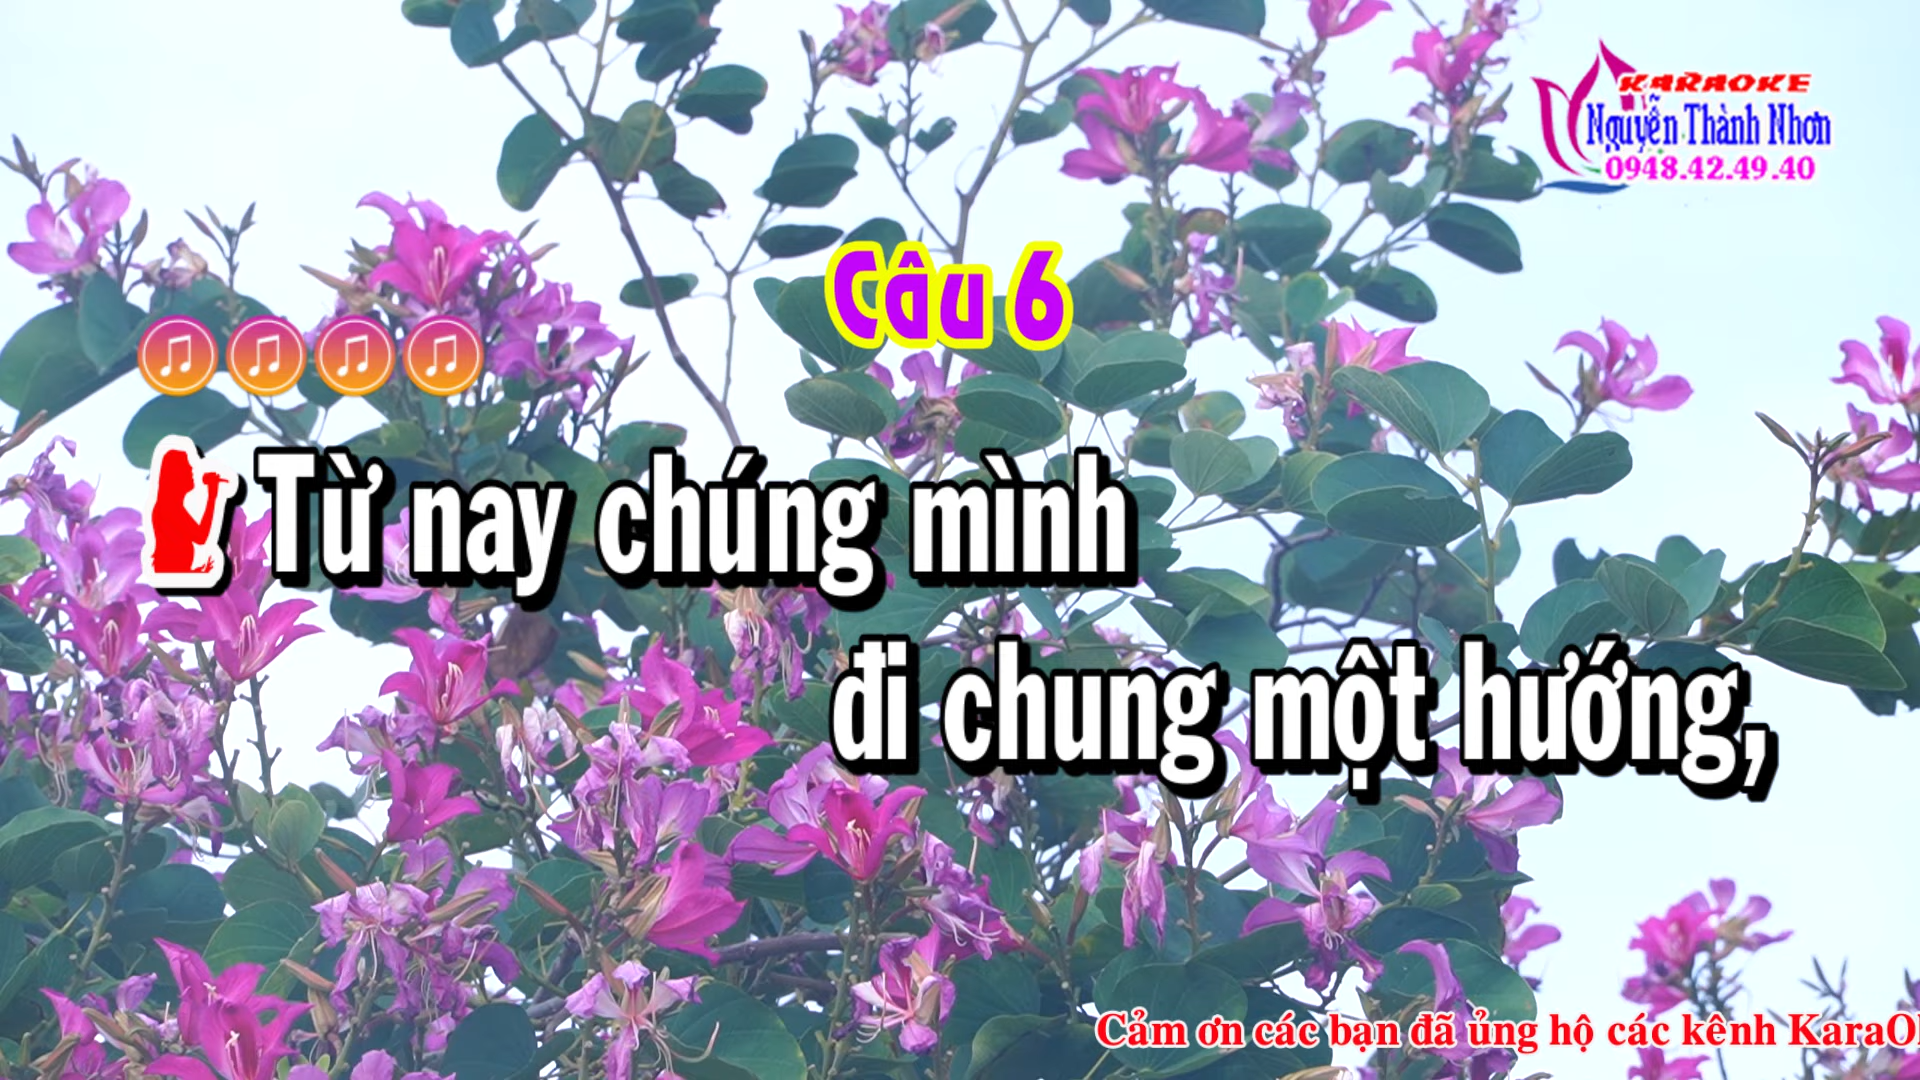 KARAOKE
Nguyễn Thành Nhơn
0948.42.49.40
Câu 6
Từ nay chúng mình
đi chung một hướng,
Cảm ơn các bạn đã ủng hộ các kênh KaraO